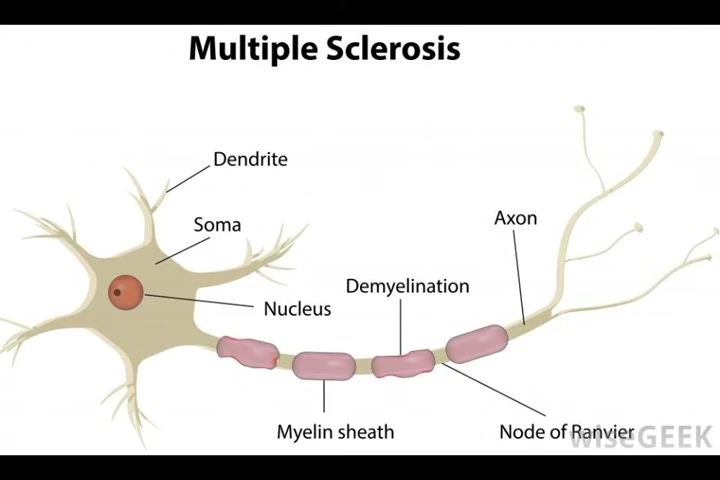 Multiple Sclerosis
Dendrite
Soma
Axon
Demyelination
Nucleus
Myelin sheath
Node of Ranvier
wiseGEEK